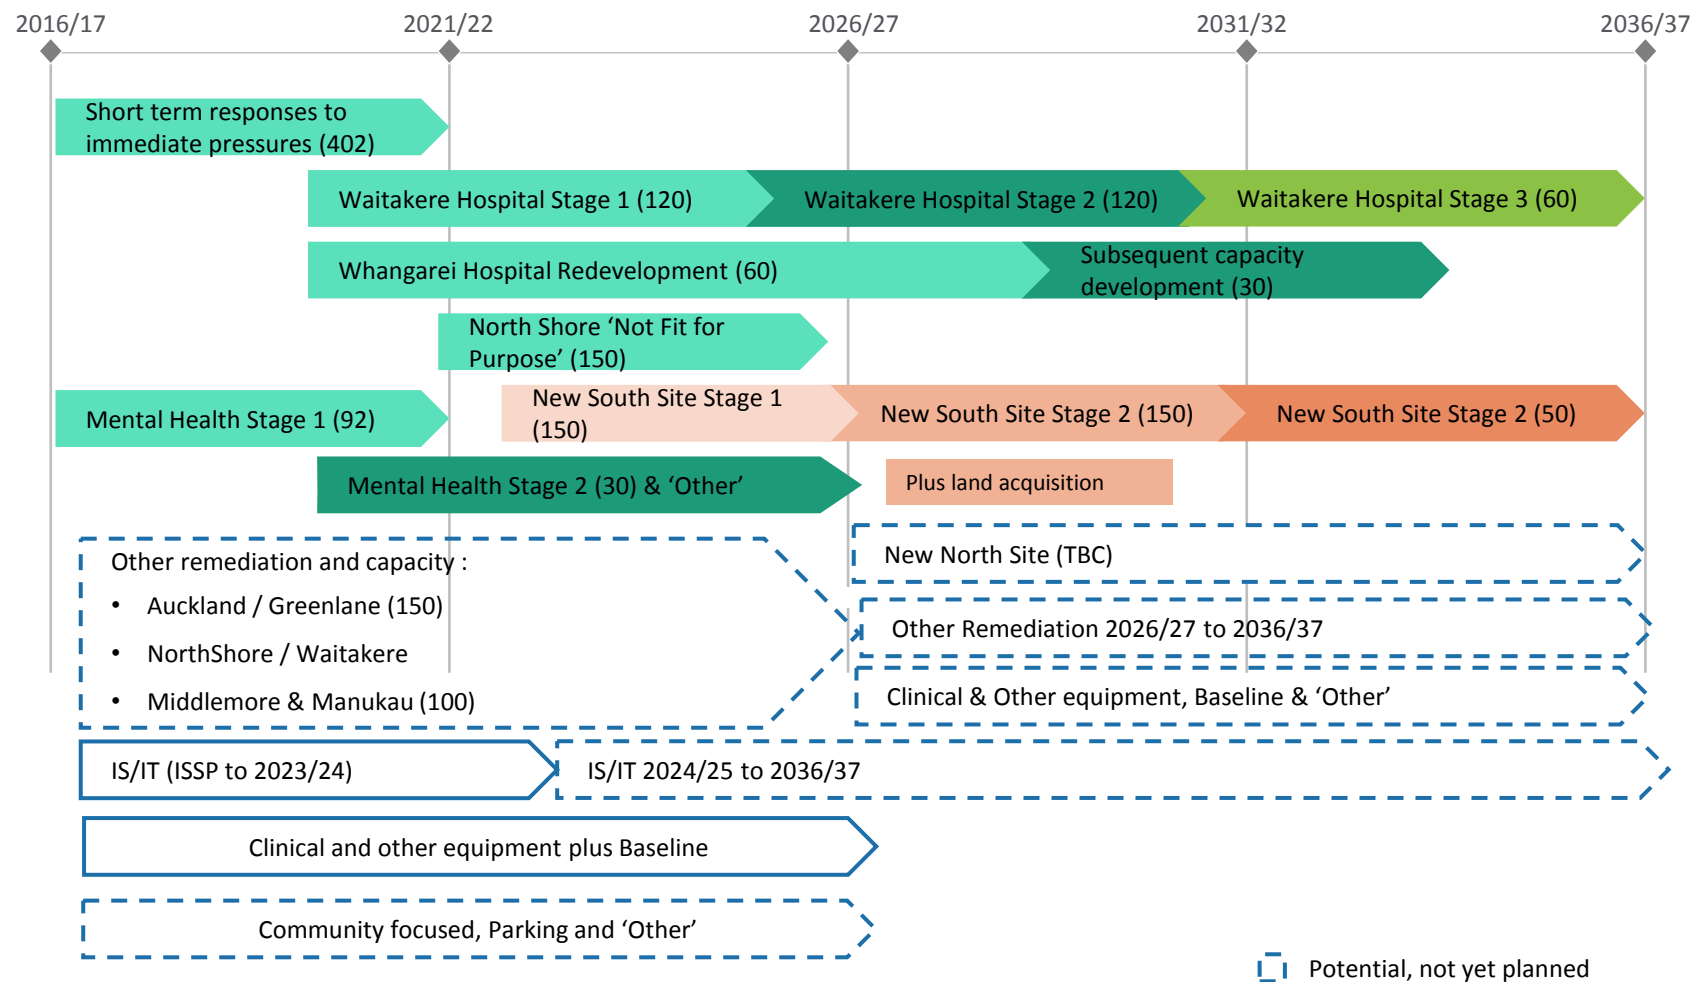 2016/17
2021/22
2026/27
2031/32
2036/37
Short term responses to
immediate pressures (402)
Waitakere Hospital Stage 1 (120)
Waitakere Hospital Stage 2 (120)
Waitakere Hospital Stage 3 (60)
Whangarei Hospital Redevelopment (60)
Subsequent capacity
development (30)
North Shore ‘Not Fit for
Purpose’ (150)
Mental Health Stage 1 (92)
New South Site Stage 1
(150)
New South Site Stage 2 (150)
New South Site Stage 2 (50)
Mental Health Stage 2 (30) & ‘Other’
Plus land acquisition
Other remediation and capacity :
• Auckland / Greenlane (150)
• NorthShore / Waitakere
• Middlemore & Manukau (100)
New North Site (TBC)
Other Remediation 2026/27 to 2036/37
Clinical & Other equipment, Baseline & ‘Other’
IS/IT (ISSP to 2023/24)
IS/IT 2024/25 to 2036/37
Clinical and other equipment plus Baseline
Community focused, Parking and ‘Other’
Potential, not yet planned